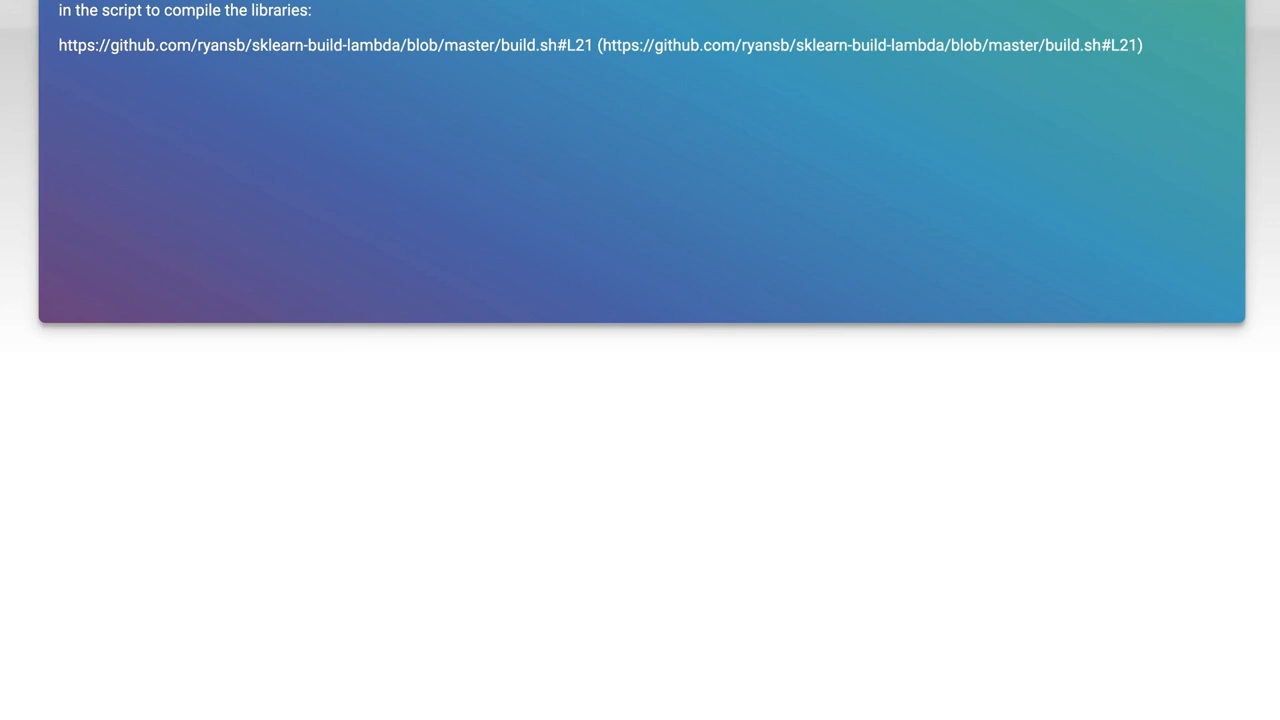 in the script to compile the libraries:
https://github.com/ryansb/sklearn-build-lambda/blob/master/build.sh#L21 (https://github.com/ryansb/sklearn-build-lambda/blob/master/build.sh#L21)